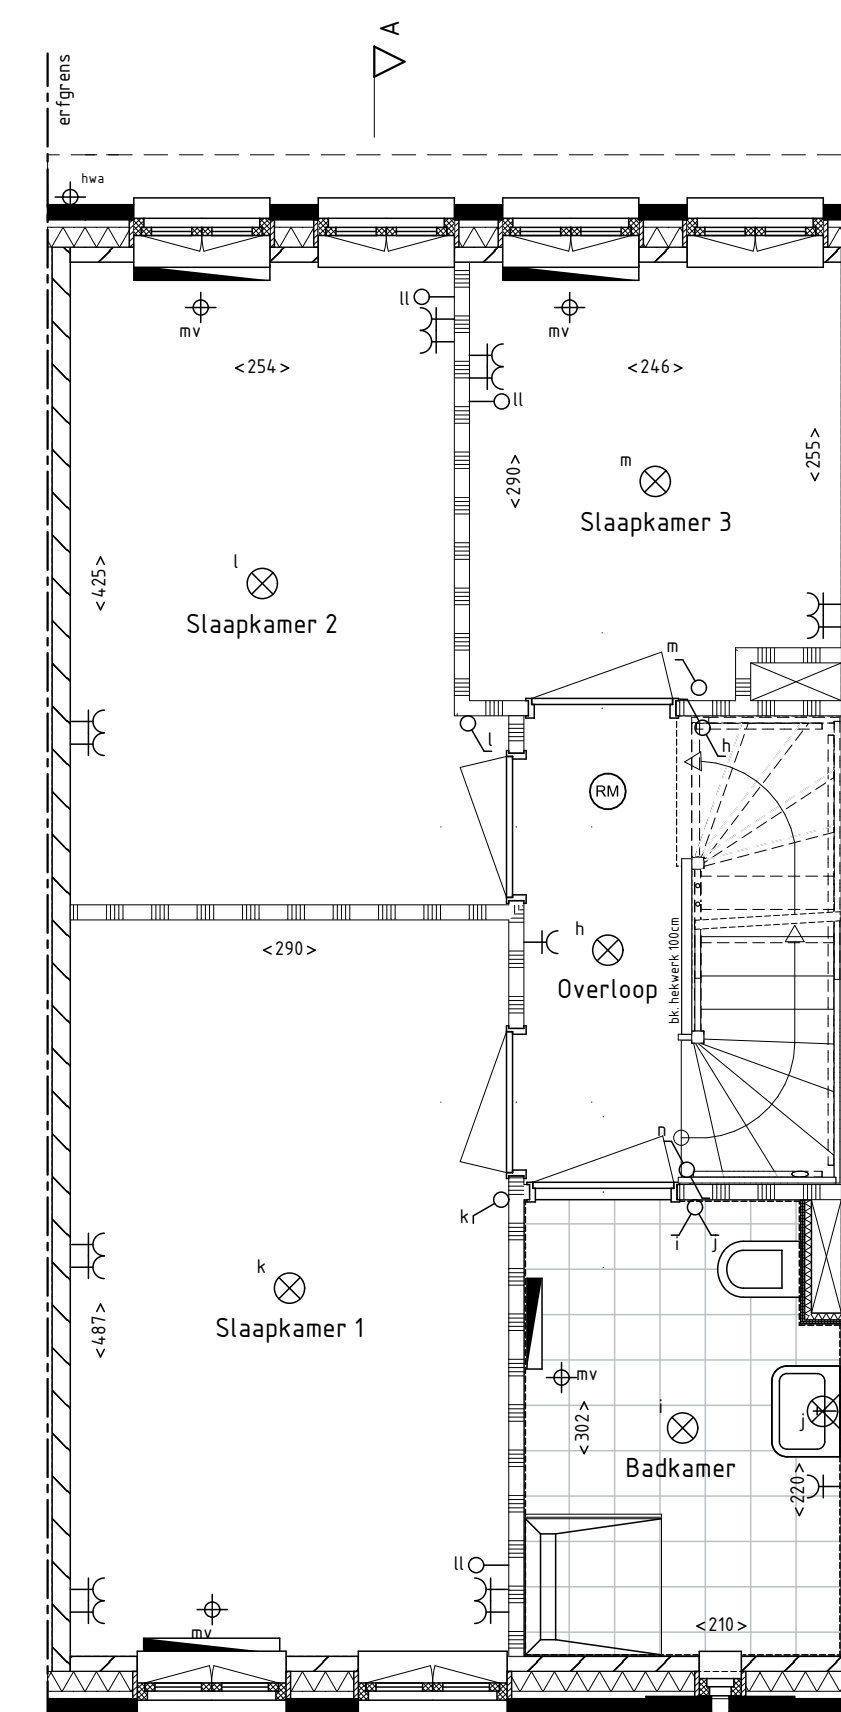 A
erfgrens
hwa
ll
mv
mv
<254>
<246>
ll
<255>
<290>
m
Slaapkamer 3
<425>
l
Slaapkamer 2
m
l
h
RM
h
<290>
bk. hekwerk 100cm
Overloop
n
k
i
j
k
Slaapkamer 1
<487>
mv
<302>
i
j
Badkamer
<220>
ll
mv
<210>